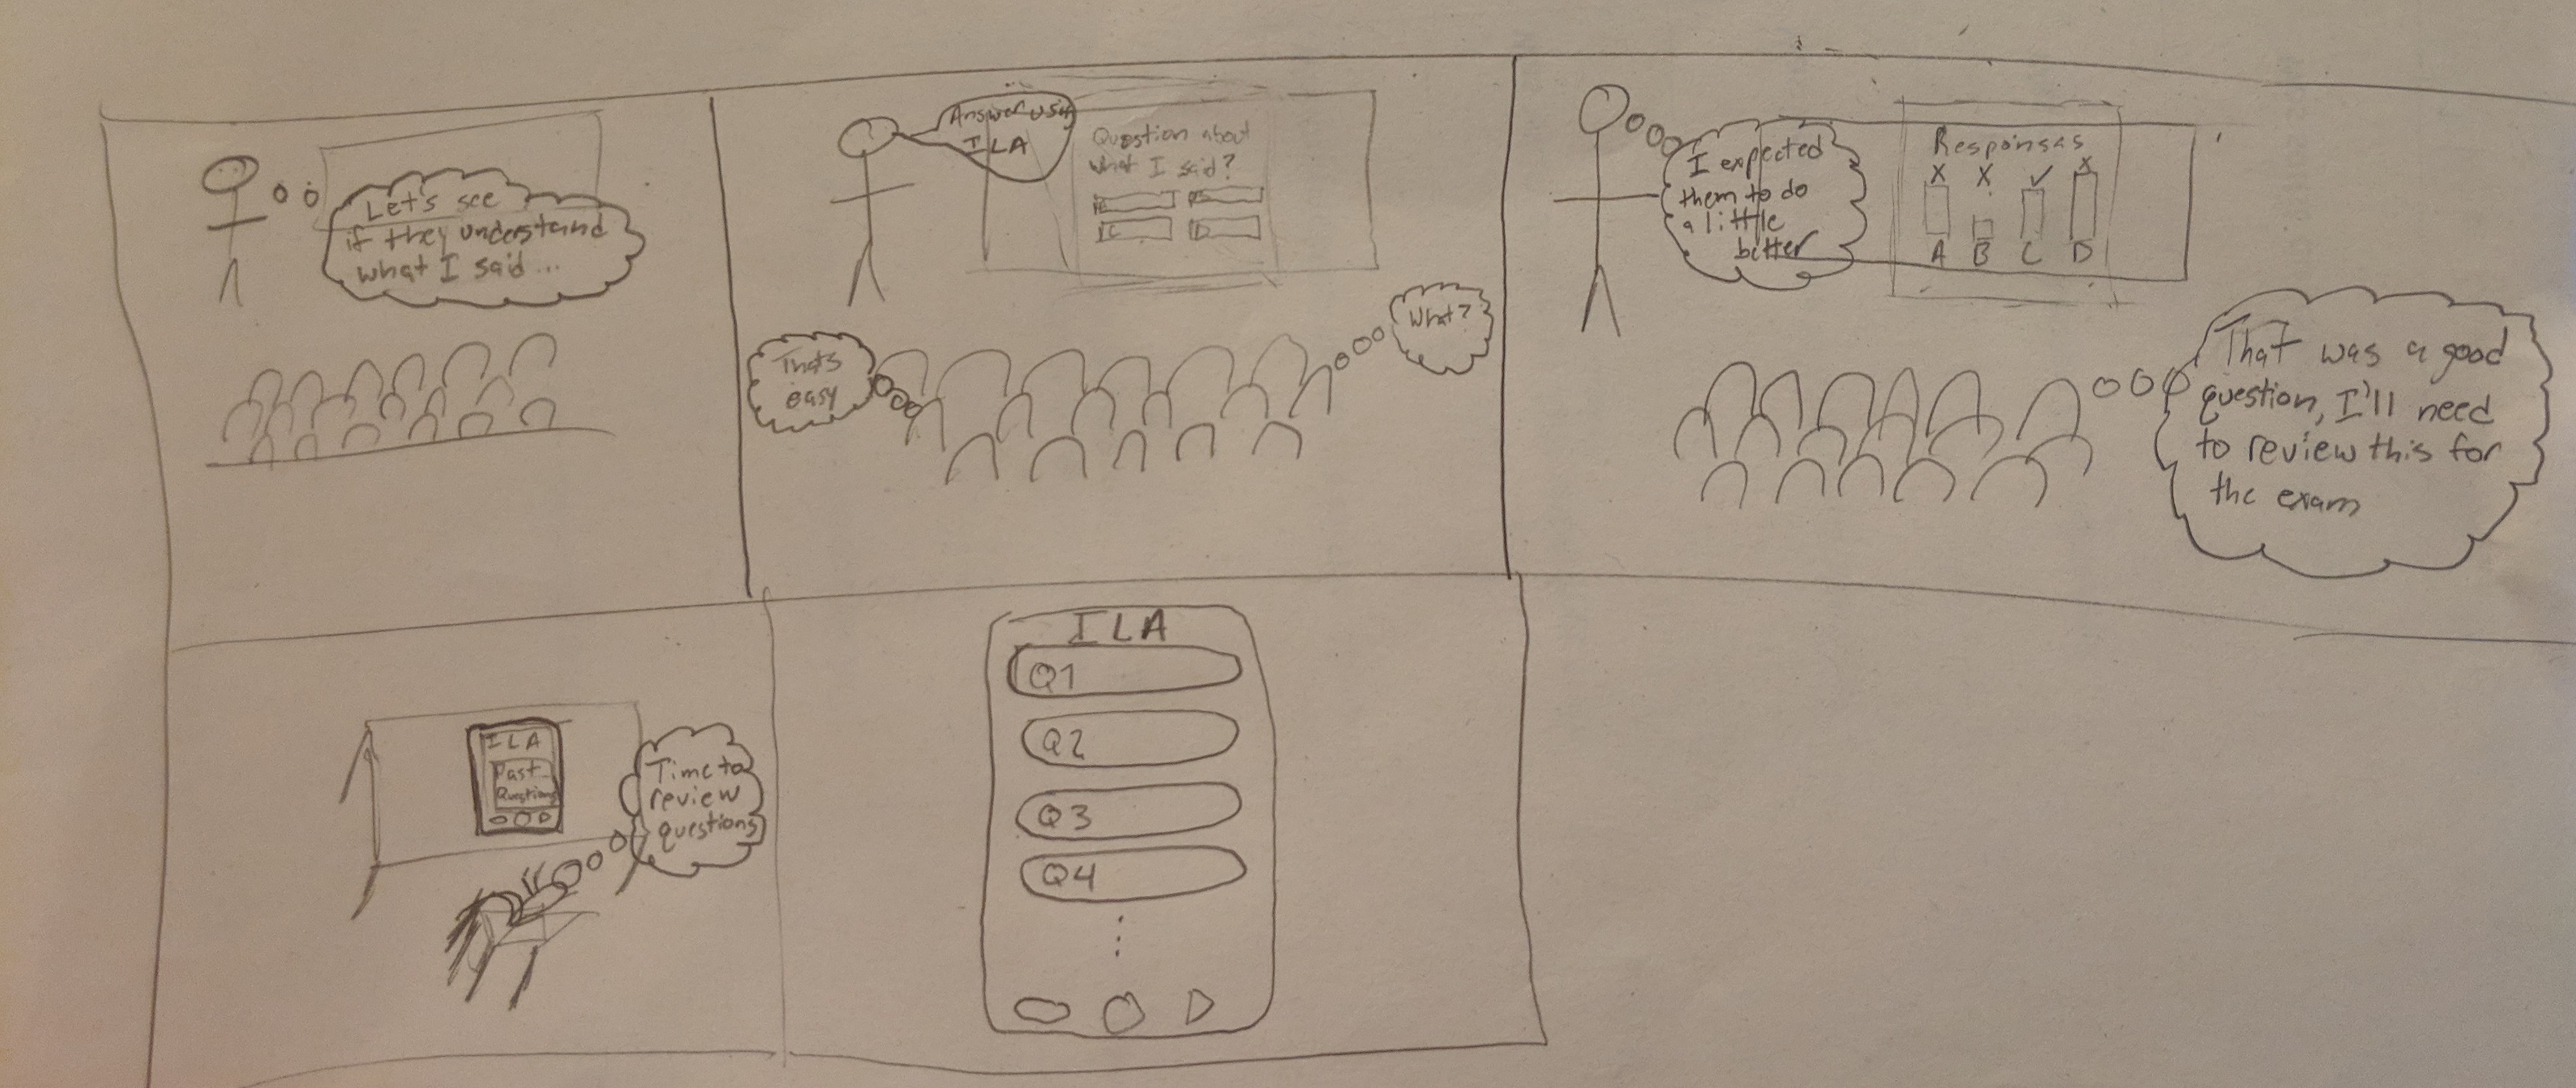 Let's see
if they understand
what I said ...
Answer using
ILA
Question about
what I said?
A
B
C
D
Thats
easy
What?
I expected
them to do
a little
better
Responses
X X ✓ X
A B C D
That was a good
question, I'll need
to review this for
the exam
ILA
Past
Questions
Time to
review
questions
ILA
Q1
Q2
Q3
Q4
⋮